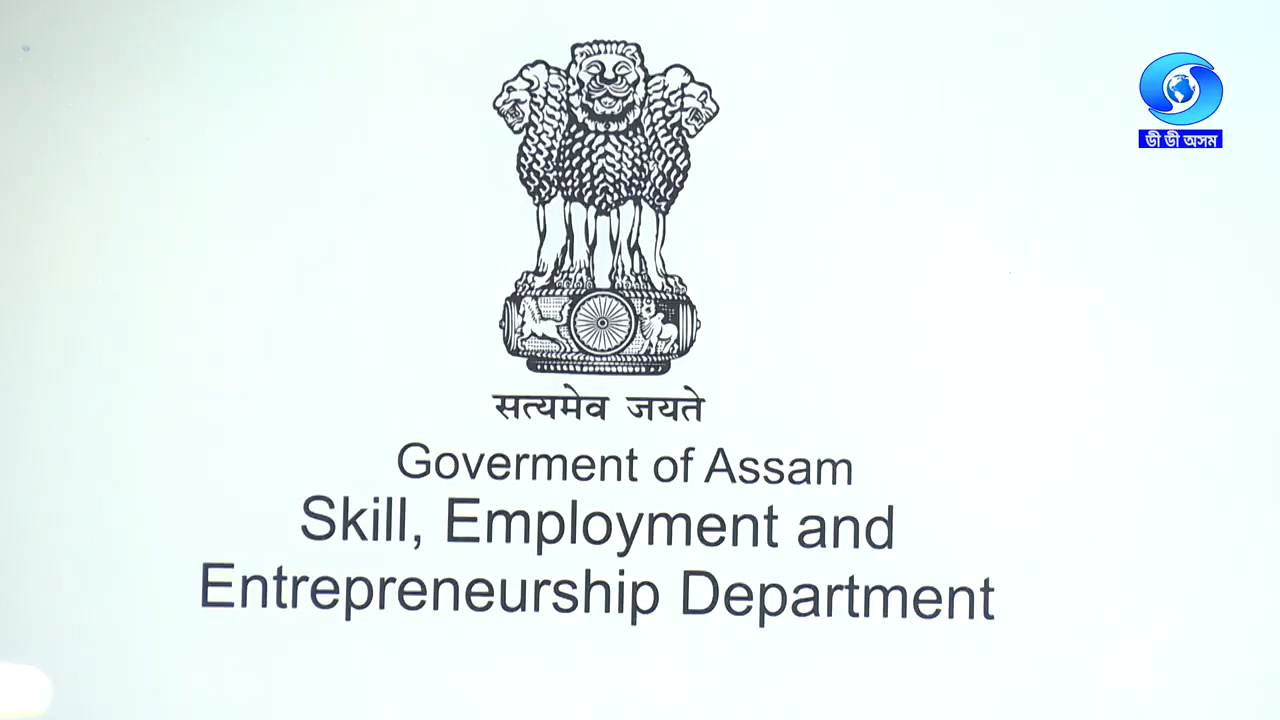 ডী ডী অসম
सत्यमेव जयते
Goverment of Assam
Skill, Employment and
Entrepreneurship Department